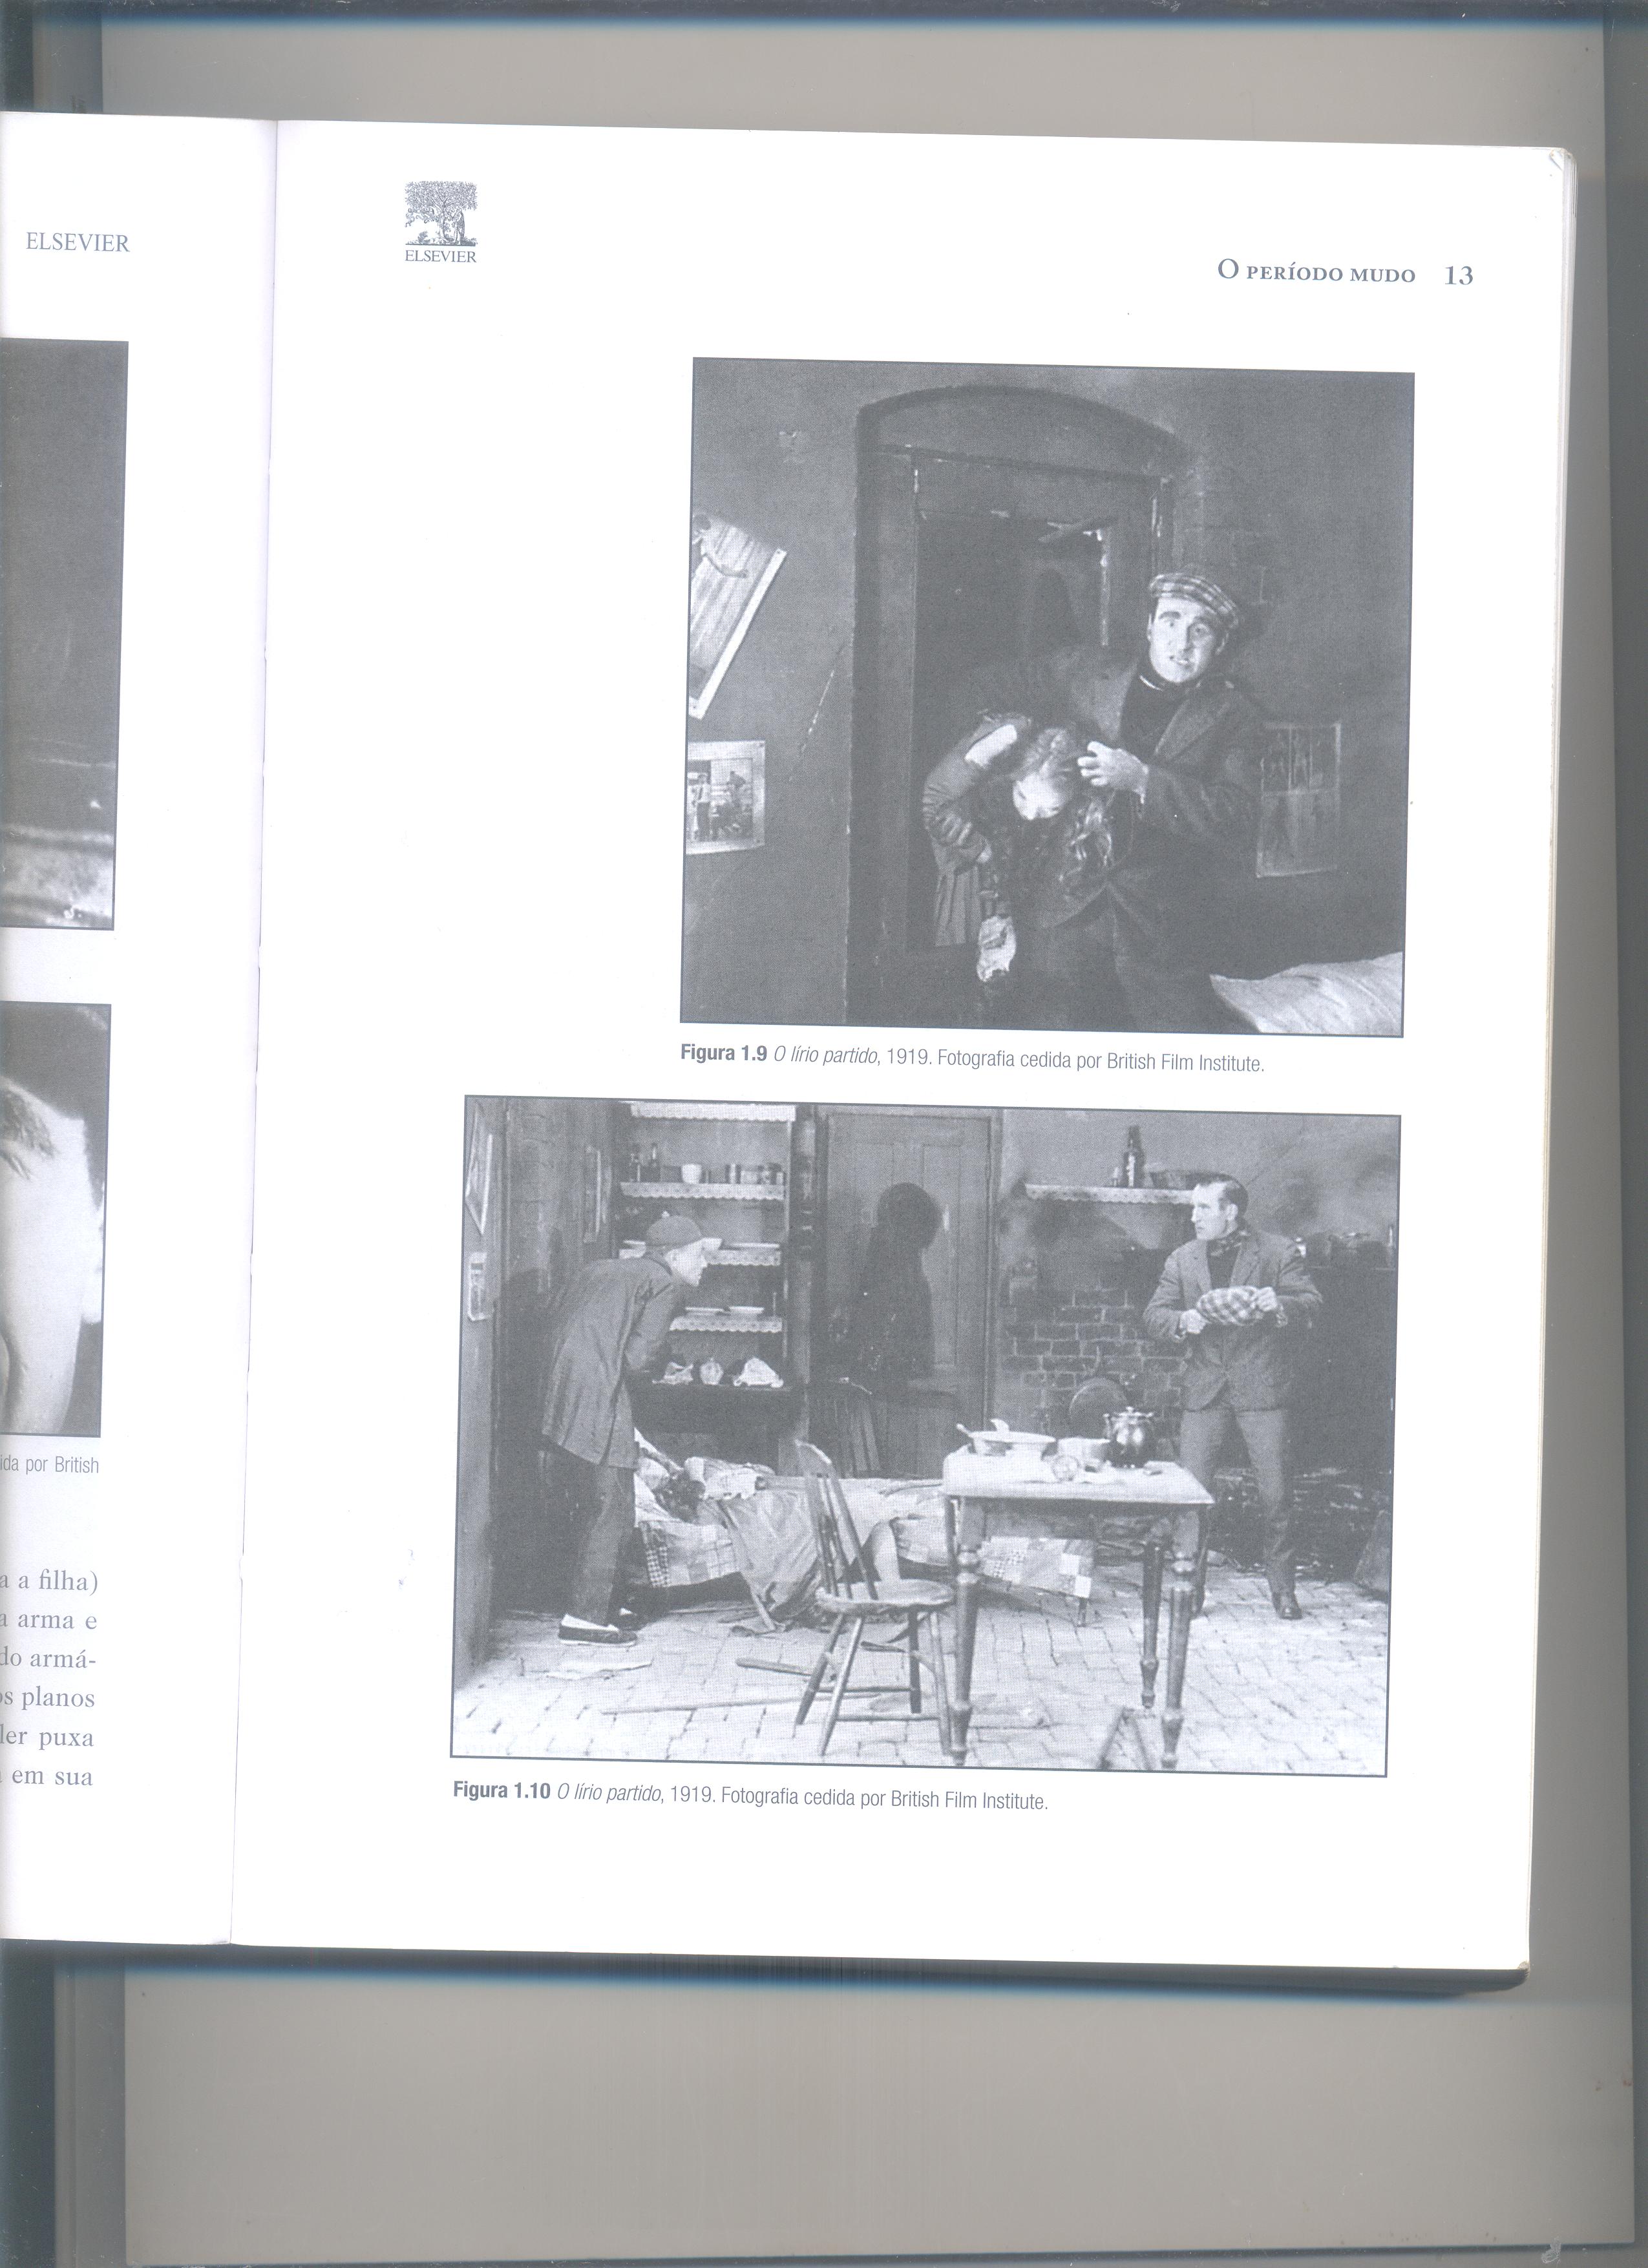 ELSEVIER
ida por British
a a filha)
a arma e
do armá-
os planos
ler puxa
em sua
ELSEVIER
O PERÍODO MUDO 13
Figura 1.9 O lírio partido, 1919. Fotografia cedida por British Film Institute.
Figura 1.10 O lírio partido, 1919. Fotografia cedida por British Film Institute.